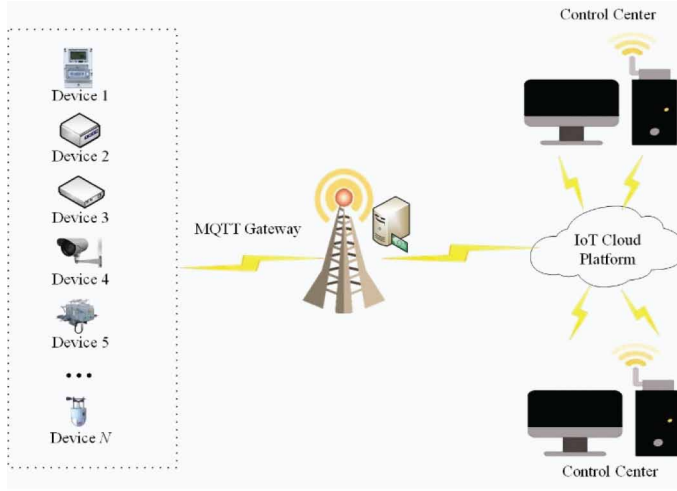 Control Center
Device 1
Device 2
Device 3
MQTT Gateway
Device 4
IoT Cloud
Platform
Device 5
...
Device N
Control Center